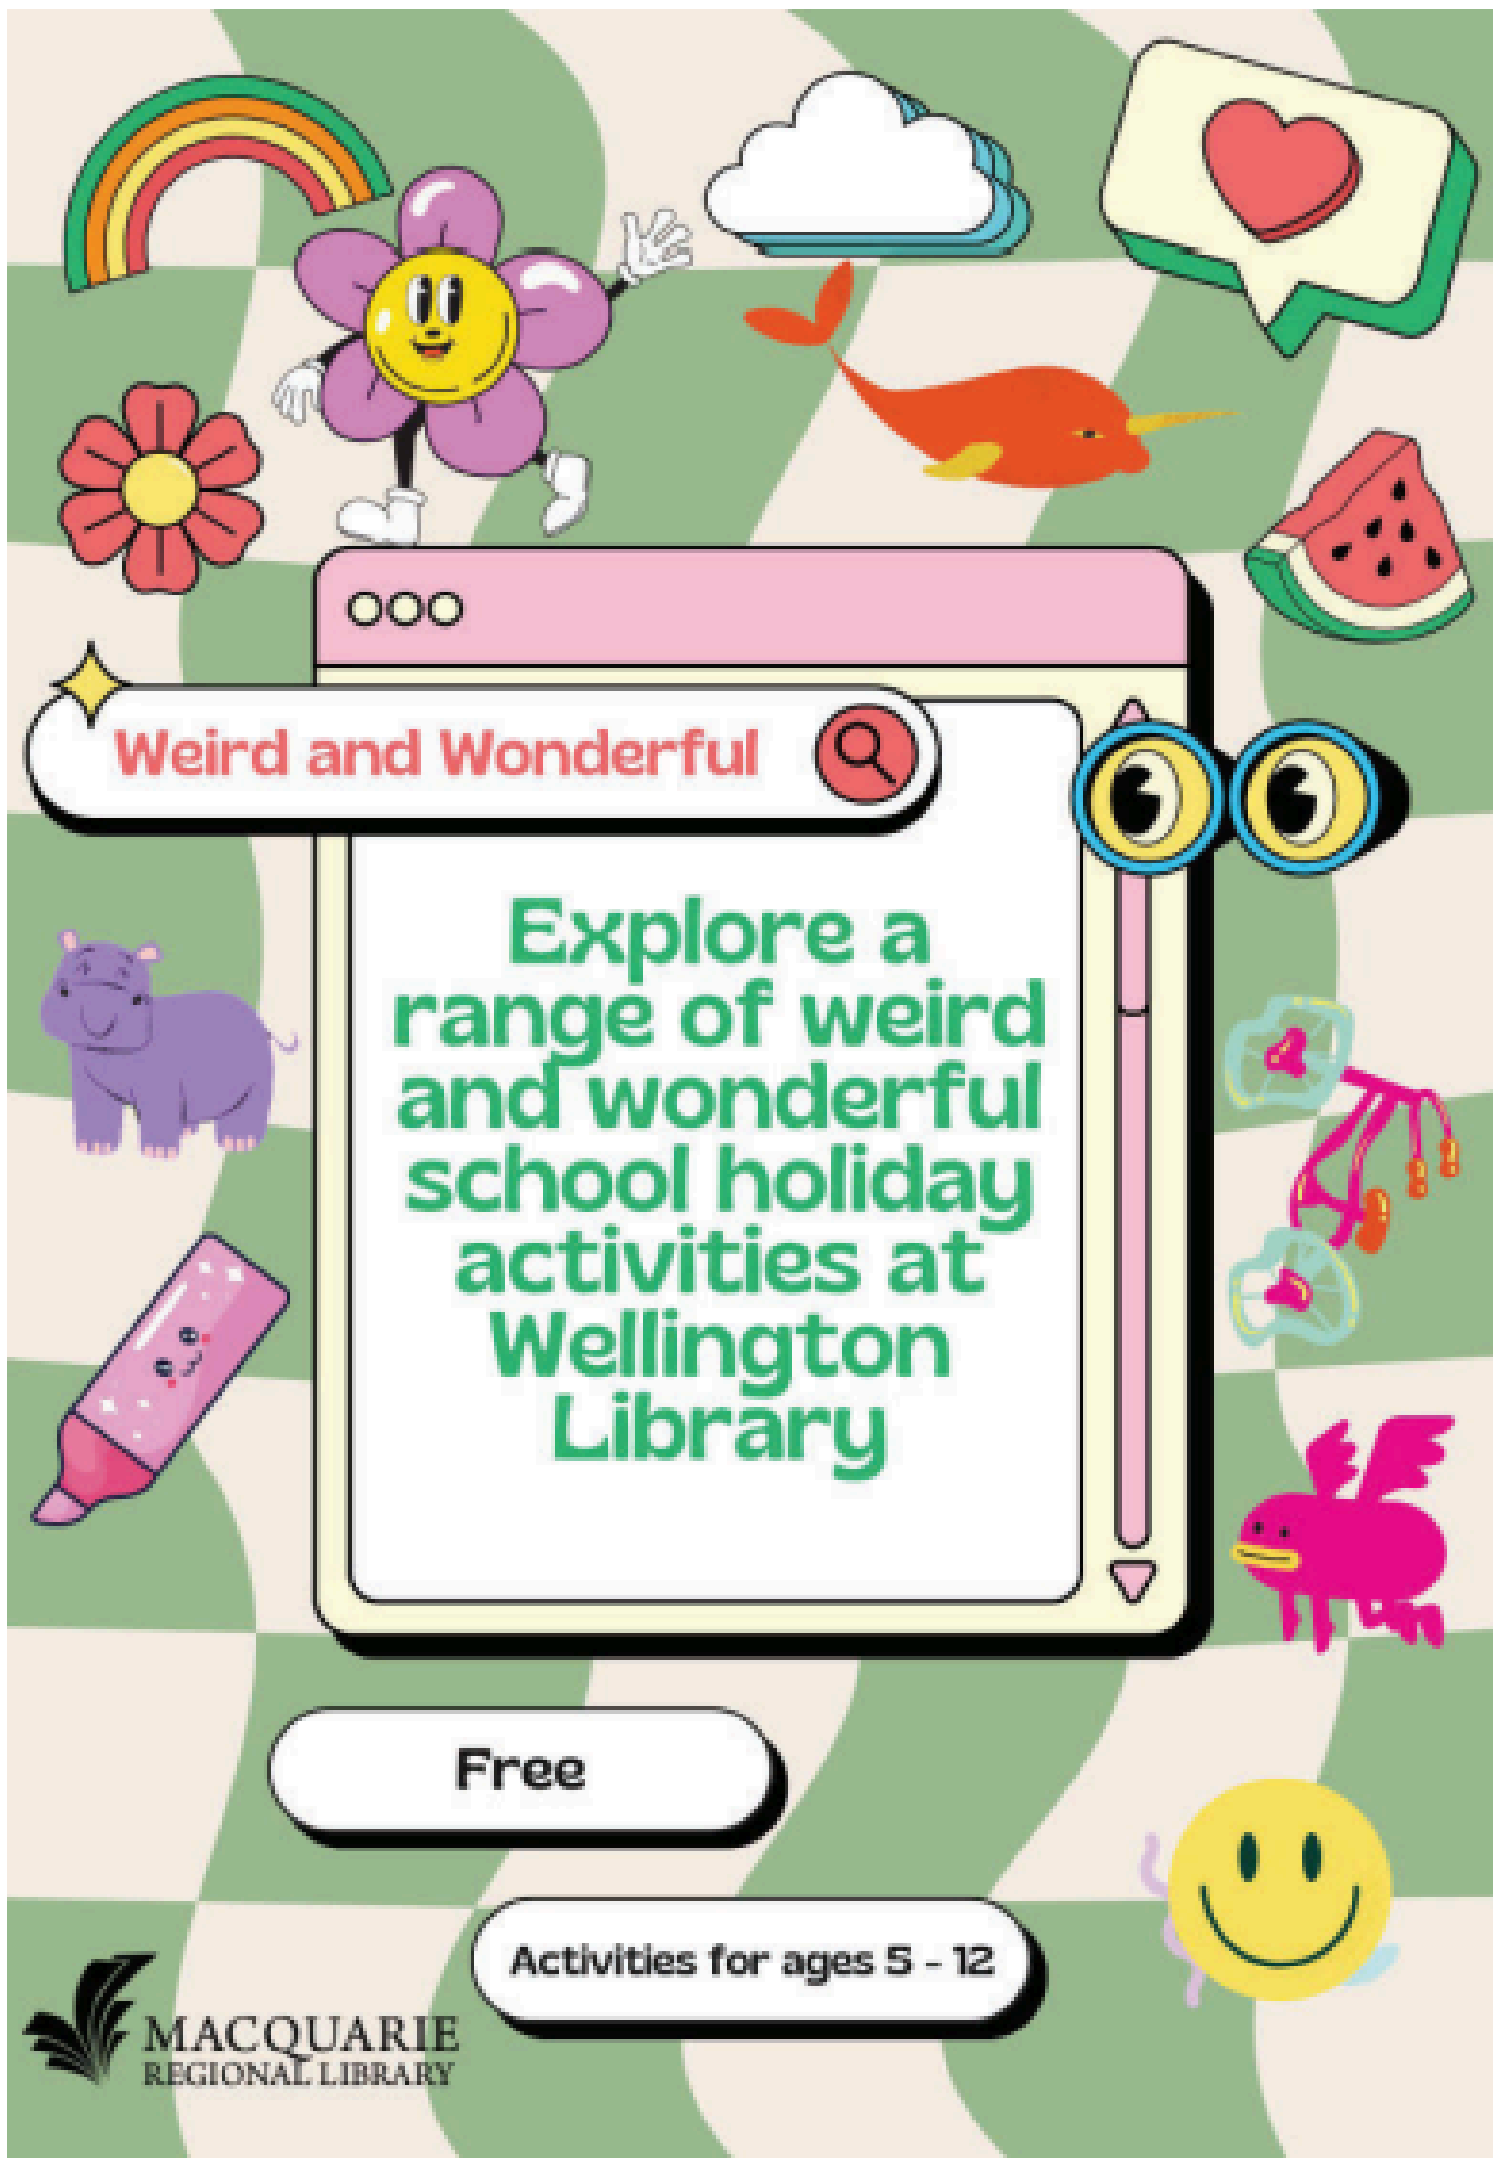 Weird and Wonderful
Explore a
range of weird
and wonderful
school holiday
activities at
Wellington
Library
Free
Activities for ages 5 - 12
MACQUARIE
REGIONAL LIBRARY